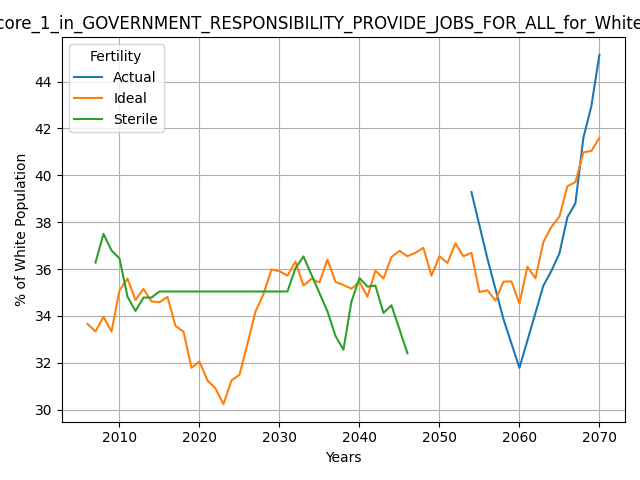 core_1_in_GOVERNMENT_RESPONSIBILITY_PROVIDE_JOBS_FOR_ALL_for_White
Fertility
Actual
Ideal
Sterile
% of White Population
44
42
40
38
36
34
32
30
2010 2020 2030 2040 2050 2060 2070
Years